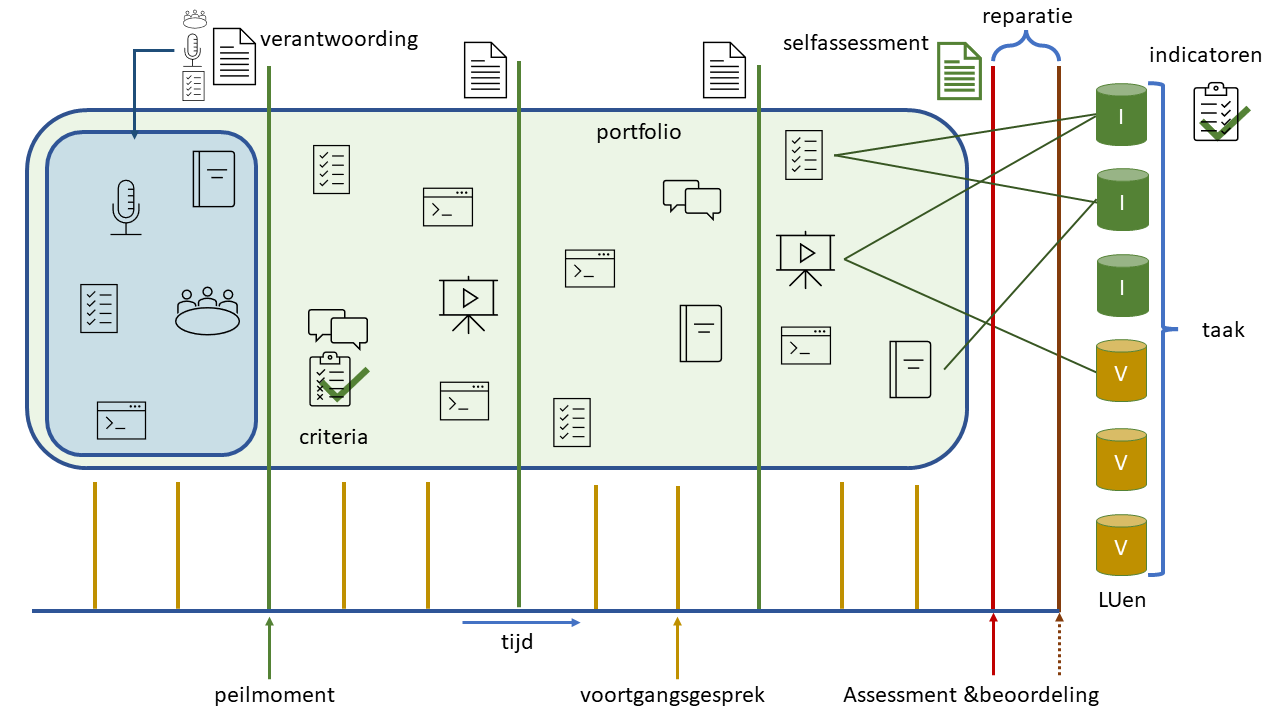 reparatie
verantwoording
selfassessment
indicatoren
portfolio
I
I
I
V
V
V
taak
criteria
LUen
tijd
peilmoment
voortgangsgesprek
Assessment &beoordeling